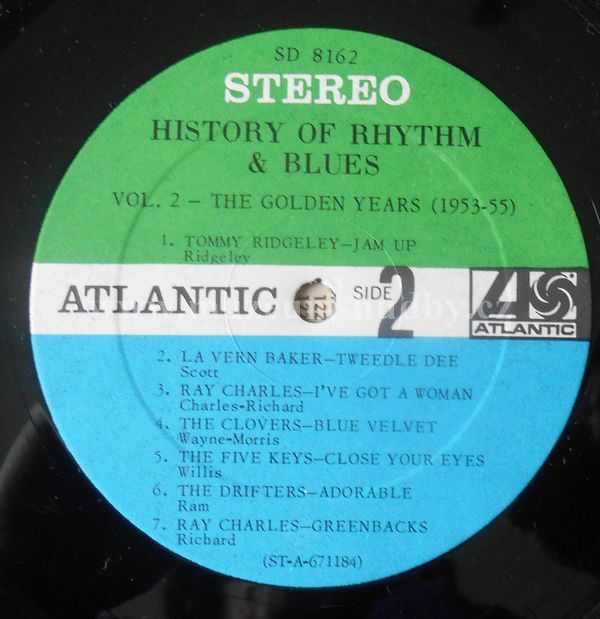 SD 8162
STEREO
HISTORY OF RHYTHM
& BLUES
VOL. 2 – THE GOLDEN YEARS (1953-55)
1. TOMMY RIDGELEY—JAM UP
Ridgeley
ATLANTIC
SIDE 2
ATLANTIC
2. LA VERN BAKER—TWEEDLE DEE
Scott
3. RAY CHARLES—I'VE GOT A WOMAN
Charles-Richard
4. THE CLOVERS—BLUE VELVET
Wayne-Morris
5. THE FIVE KEYS—CLOSE YOUR EYES
Willis
6. THE DRIFTERS—ADORABLE
Ram
7. RAY CHARLES—GREENBACKS
Richard
(ST-A-671184)